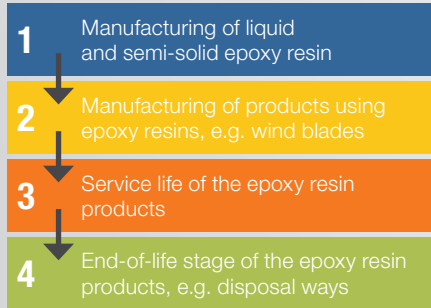 1
Manufacturing of liquid
and semi-solid epoxy resin
2
Manufacturing of products using
epoxy resins, e.g. wind blades
3
Service life of the epoxy resin
products
4
End-of-life stage of the epoxy resin
products, e.g. disposal ways